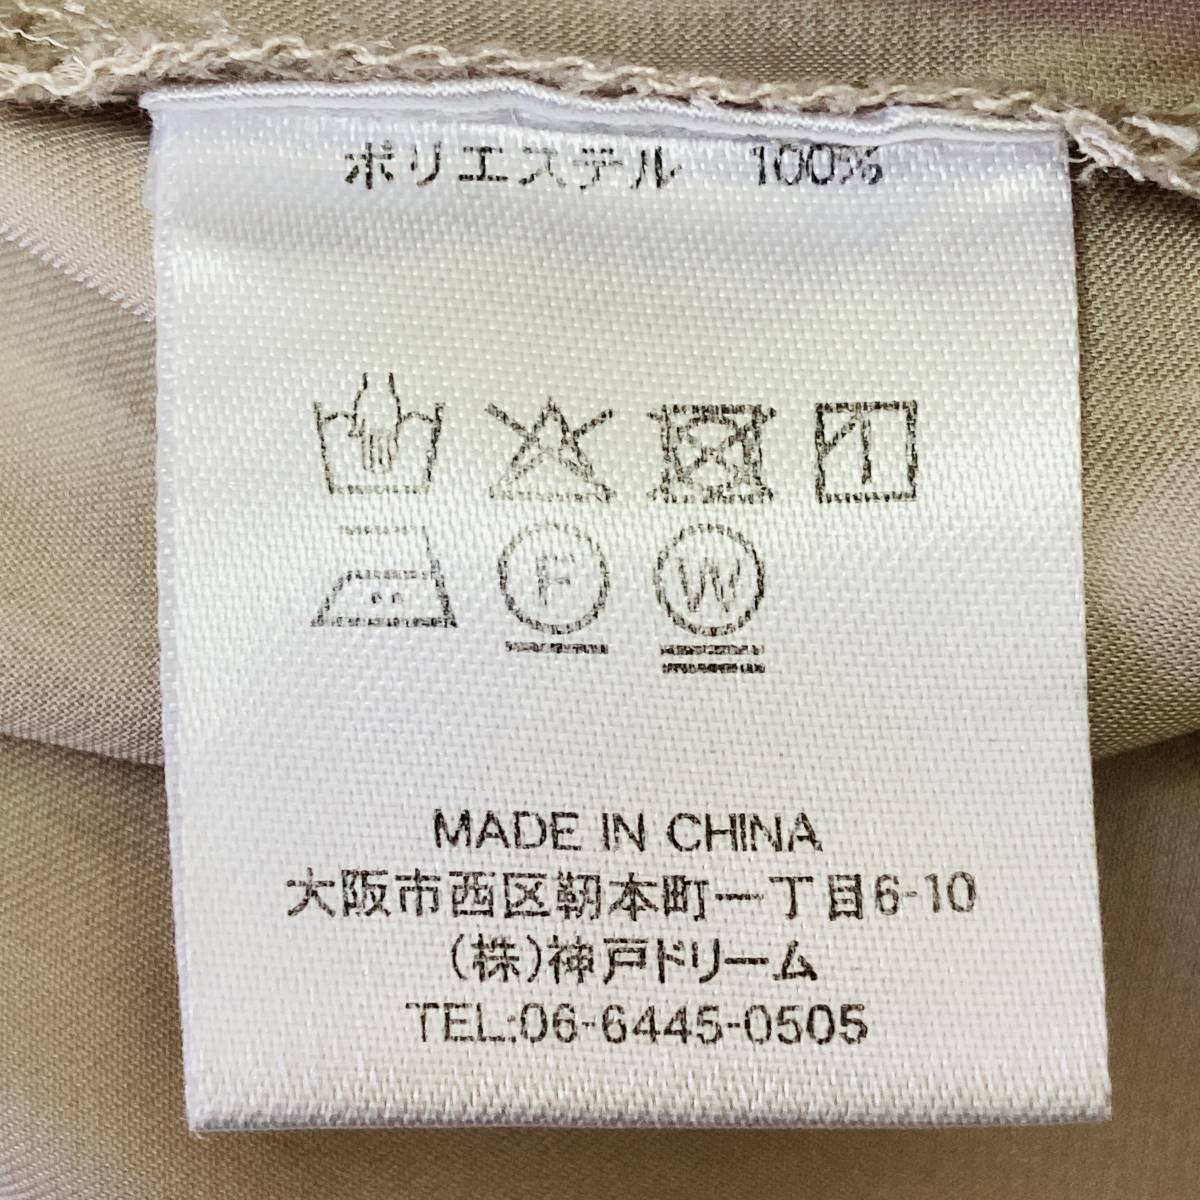 ポリエステル 100%
F W
MADE IN CHINA
大阪市西区靭本町一丁目6-10
(株)神戸ドリーム
TEL:06-6445-0505